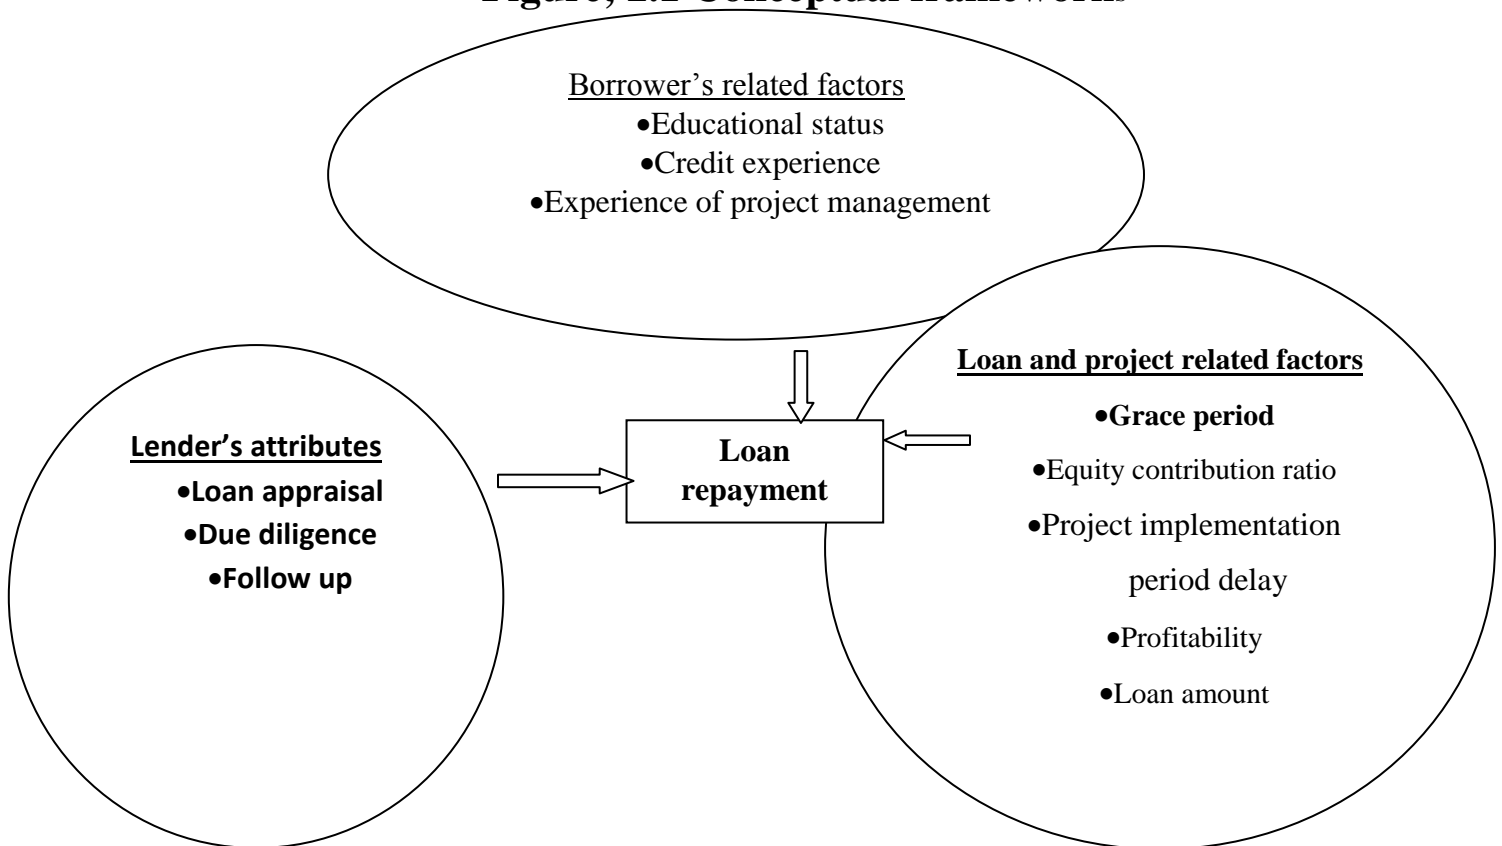 Borrower’s related factors
•Educational status
•Credit experience
•Experience of project management
Loan and project related factors
•Grace period
•Equity contribution ratio
•Project implementation
period delay
•Profitability
•Loan amount
Lender’s attributes
•Loan appraisal
•Due diligence
•Follow up
Loan
repayment